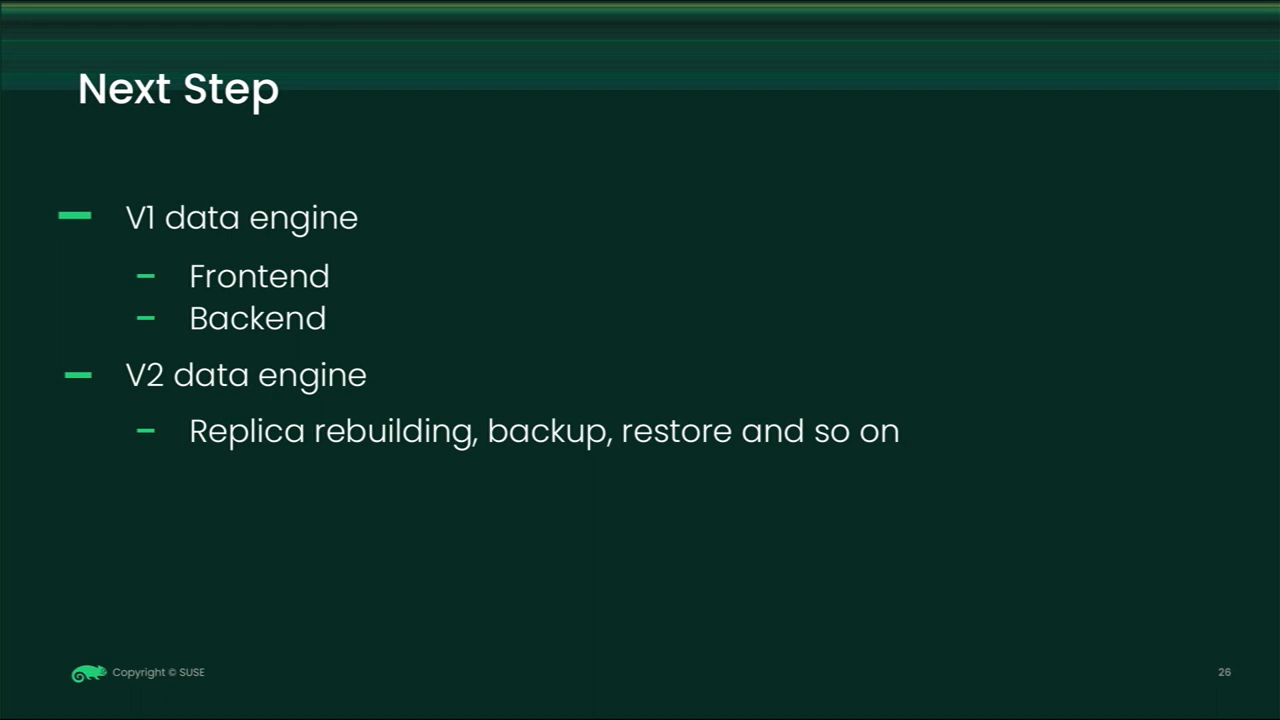 Next Step
V1 data engine
Frontend
Backend
V2 data engine
Replica rebuilding, backup, restore and so on
Copyright © SUSE
26